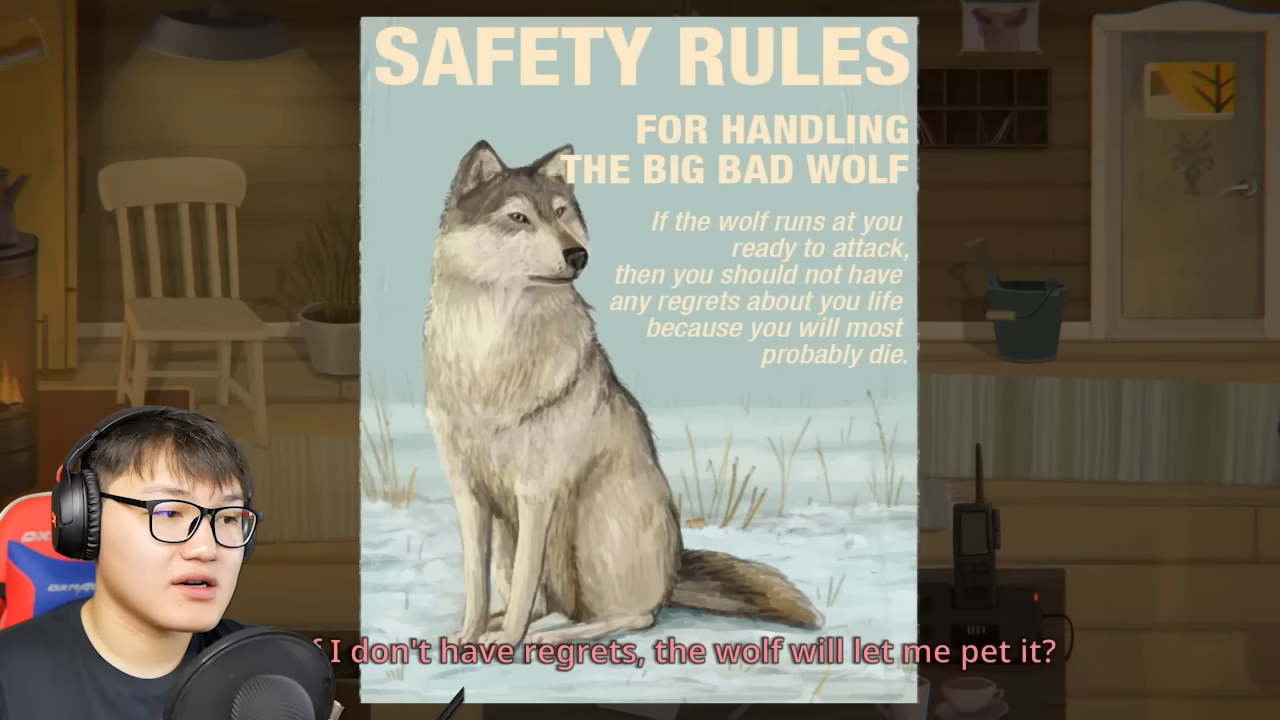 SAFETY RULES
FOR HANDLING
THE BIG BAD WOLF
If the wolf runs at you
ready to attack,
then you should not have
any regrets about you life
because you will most
probably die.
I don't have regrets, the wolf will let me pet it?